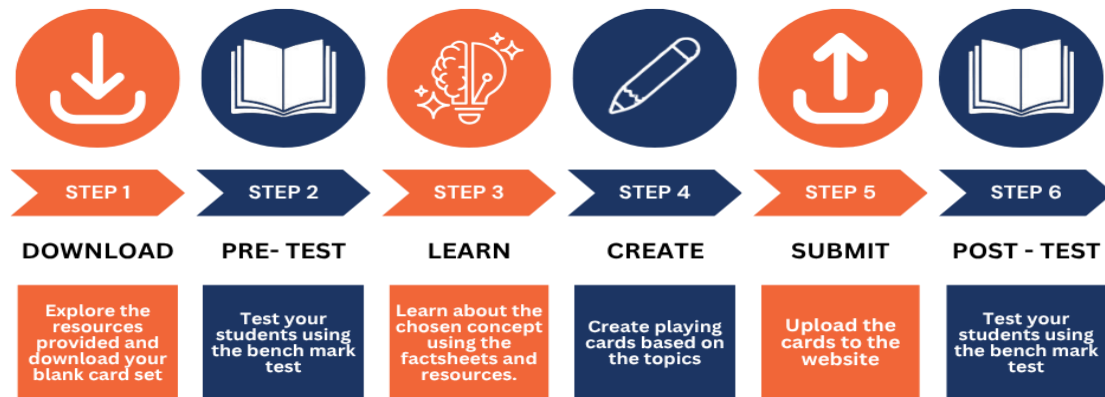 STEP 1
STEP 2
STEP 3
STEP 4
STEP 5
STEP 6
DOWNLOAD
PRE- TEST
LEARN
CREATE
SUBMIT
POST - TEST
Explore the
resources
provided and
download your
blank card set
Test your
students using
the bench mark
test
Learn about the
chosen concept
using the
factsheets and
resources.
Create playing
cards based on
the topics
Upload the
cards to the
website
Test your
students using
the bench mark
test